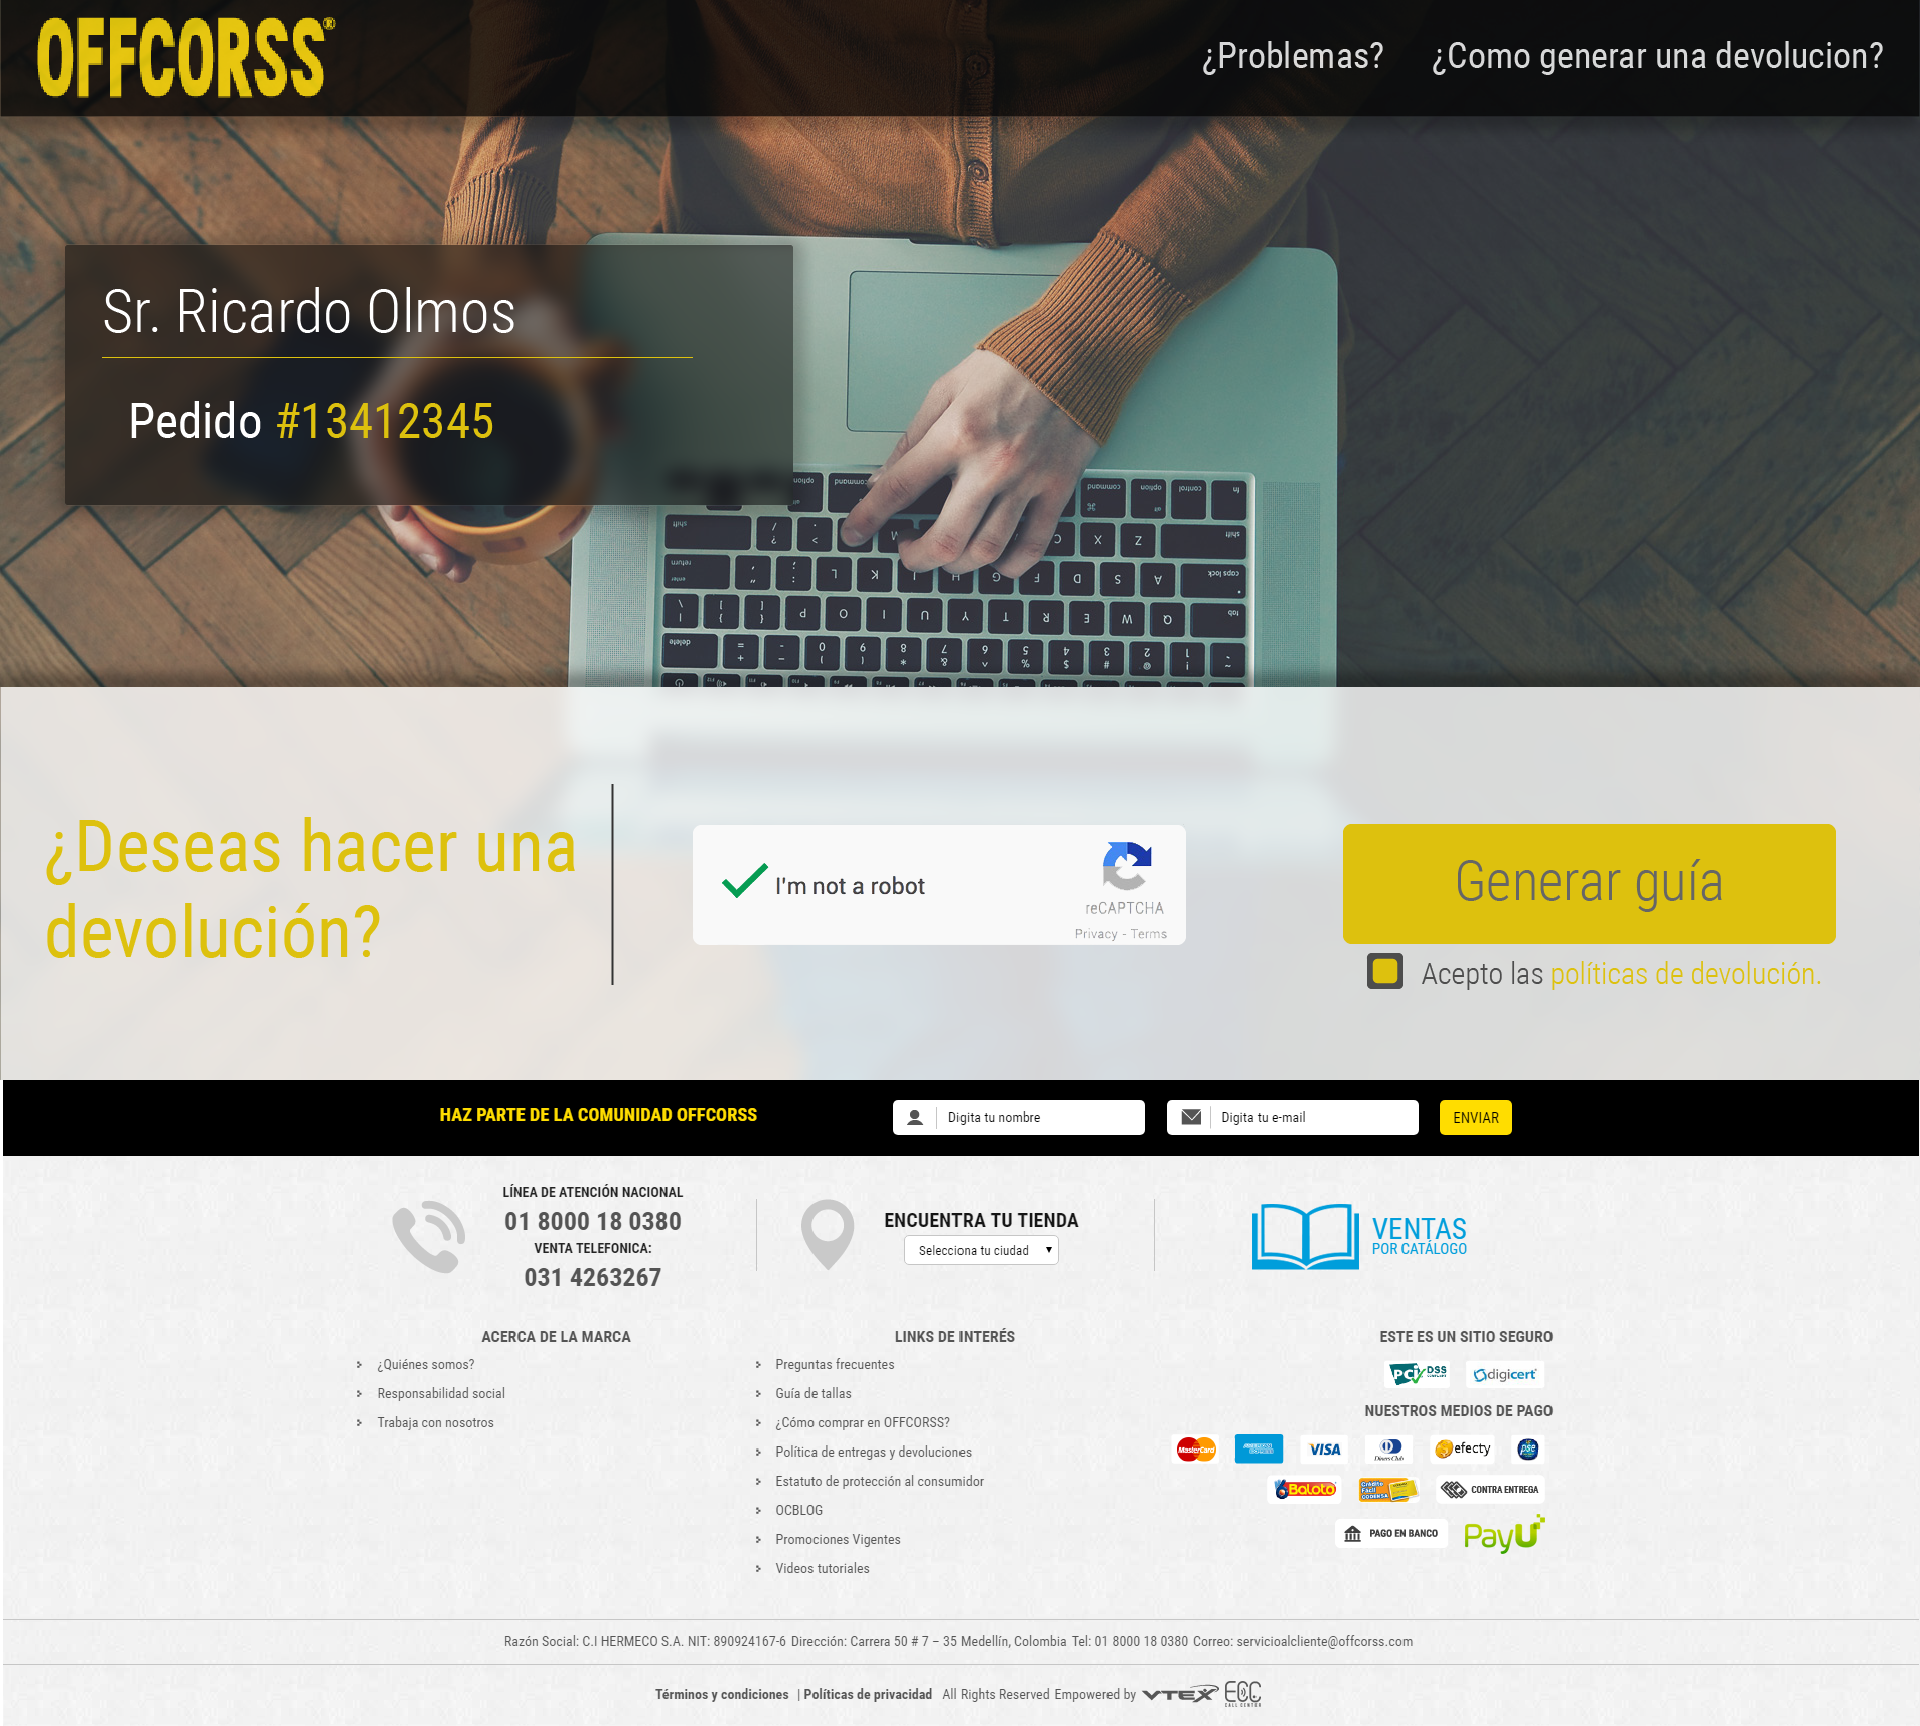 OFFCORSS®
¿Problemas?
¿Como generar una devolucion?
Sr. Ricardo Olmos
Pedido #13412345
¿Deseas hacer una
devolución?
I'm not a robot
reCAPTCHA
Privacy - Terms
Generar guía
Acepto las políticas de devolución.
HAZ PARTE DE LA COMUNIDAD OFFCORSS
Digita tu nombre
Digita tu e-mail
ENVIAR
LÍNEA DE ATENCIÓN NACIONAL
01 8000 18 0380
VENTA TELEFONICA:
031 4263267
ENCUENTRA TU TIENDA
Selecciona tu ciudad
VENTAS
POR CATÁLOGO
ACERCA DE LA MARCA
¿Quiénes somos?
Responsabilidad social
Trabaja con nosotros
LINKS DE INTERÉS
Preguntas frecuentes
Guía de tallas
¿Cómo comprar en OFFCORSS?
Política de entregas y devoluciones
Estatuto de protección al consumidor
OCBLOG
Promociones Vigentes
Videos tutoriales
ESTE ES UN SITIO SEGURO
PCI DSS
digicert
NUESTROS MEDIOS DE PAGO
MasterCard
VISA
Diners Club
efecty
pse
Baloto
Crédito Fácil CODENSA
CONTRA ENTREGA
PAGO EN BANCO
PayU
Razón Social: C.I HERMECO S.A. NIT: 890924167-6 Dirección: Carrera 50 # 7 – 35 Medellín, Colombia Tel: 01 8000 18 0380 Correo: servicioalcliente@offcorss.com
Términos y condiciones | Políticas de privacidad All Rights Reserved Empowered by VTEX ECC CALL CENTER